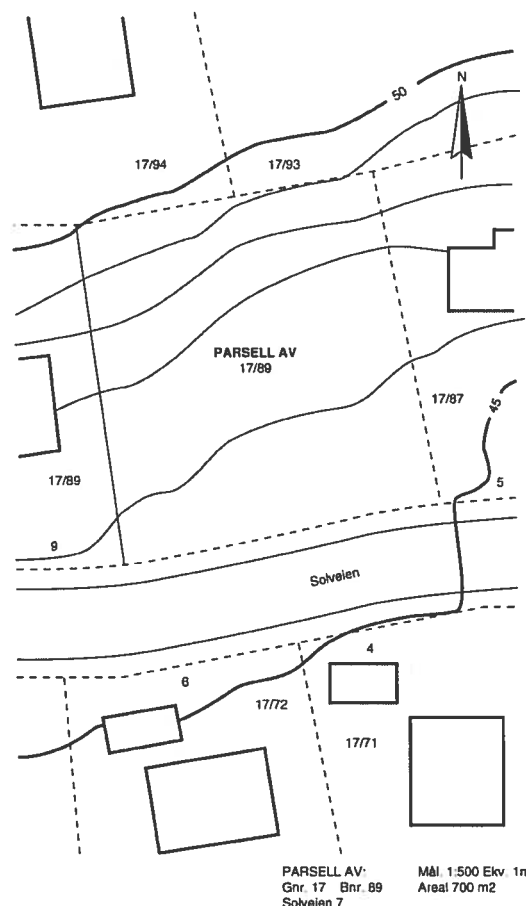 50
N
17/94
17/93
PARSELL AV
17/89
17/87
45
17/89
5
9
Solveien
4
6
17/72
17/71
PARSELL AV: Mål. 1:500 Ekv. 1m
Gnr. 17 Bnr. 89 Areal 700 m2
Solveien 7